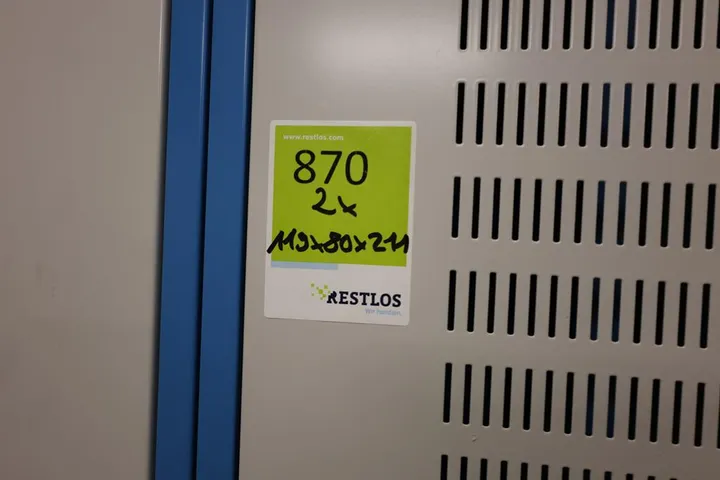 www.restlos.com
870
2x
119x80x211
RESTLOS
Wir handeln.